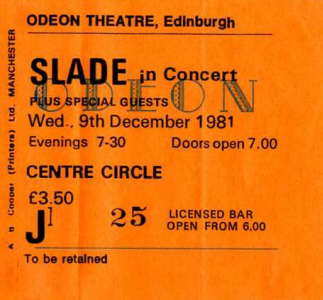 ODEON THEATRE, Edinburgh
SLADE in Concert
ODEON
PLUS SPECIAL GUESTS
Wed., 9th December 1981
Evenings 7-30 Doors open 7.00
CENTRE CIRCLE
£3.50
J1 25 LICENSED BAR
OPEN FROM 6.00
To be retained
A B Cooper (Printers) Ltd. MANCHESTER